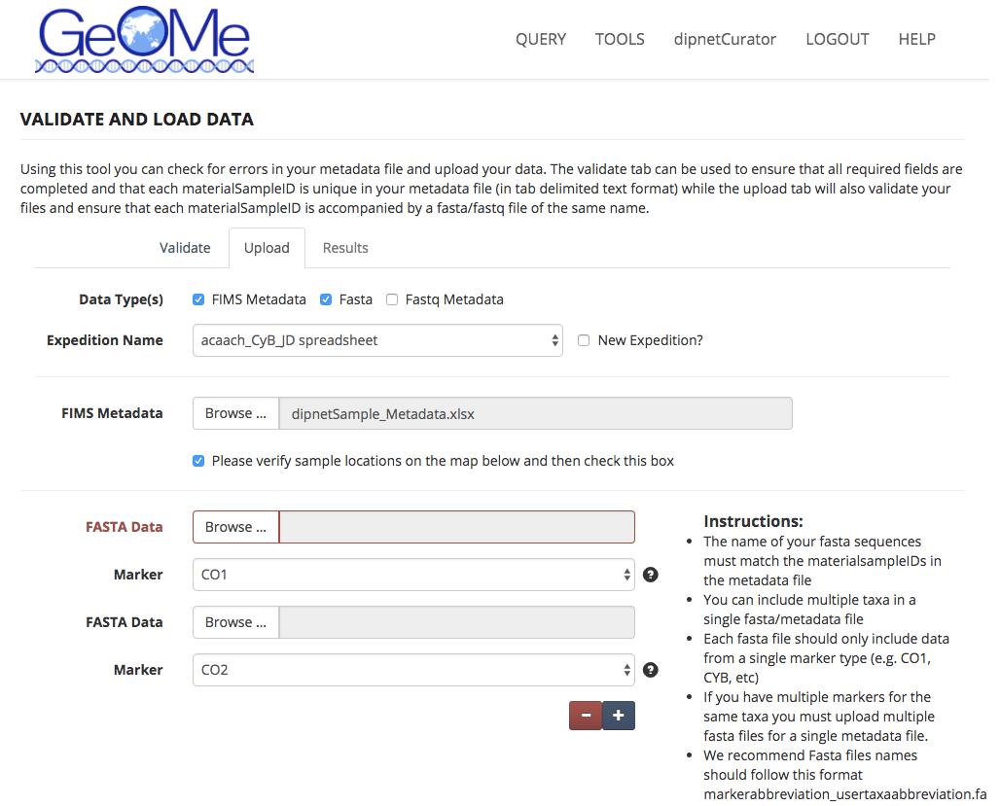 GeOMe
QUERY TOOLS dipnetCurator LOGOUT HELP
VALIDATE AND LOAD DATA
Using this tool you can check for errors in your metadata file and upload your data. The validate tab can be used to ensure that all required fields are
completed and that each materialSampleID is unique in your metadata file (in tab delimited text format) while the upload tab will also validate your
files and ensure that each materialSampleID is accompanied by a fasta/fastq file of the same name.
Validate Upload Results
Data Type(s) FIMS Metadata Fasta Fastq Metadata
Expedition Name acaach_CyB_JD spreadsheet New Expedition?
FIMS Metadata Browse ... dipnetSample_Metadata.xlsx
Please verify sample locations on the map below and then check this box
FASTA Data Browse ...
Marker CO1
FASTA Data Browse ...
Marker CO2
Instructions:
The name of your fasta sequences
must match the materialsampleIDs in
the metadata file
You can include multiple taxa in a
single fasta/metadata file
Each fasta file should only include data
from a single marker type (e.g. CO1,
CYB, etc)
If you have multiple markers for the
same taxa you must upload multiple
fasta files for a single metadata file.
We recommend Fasta files names
should follow this format
markerabbreviation_usertaxaabbreviation.fa